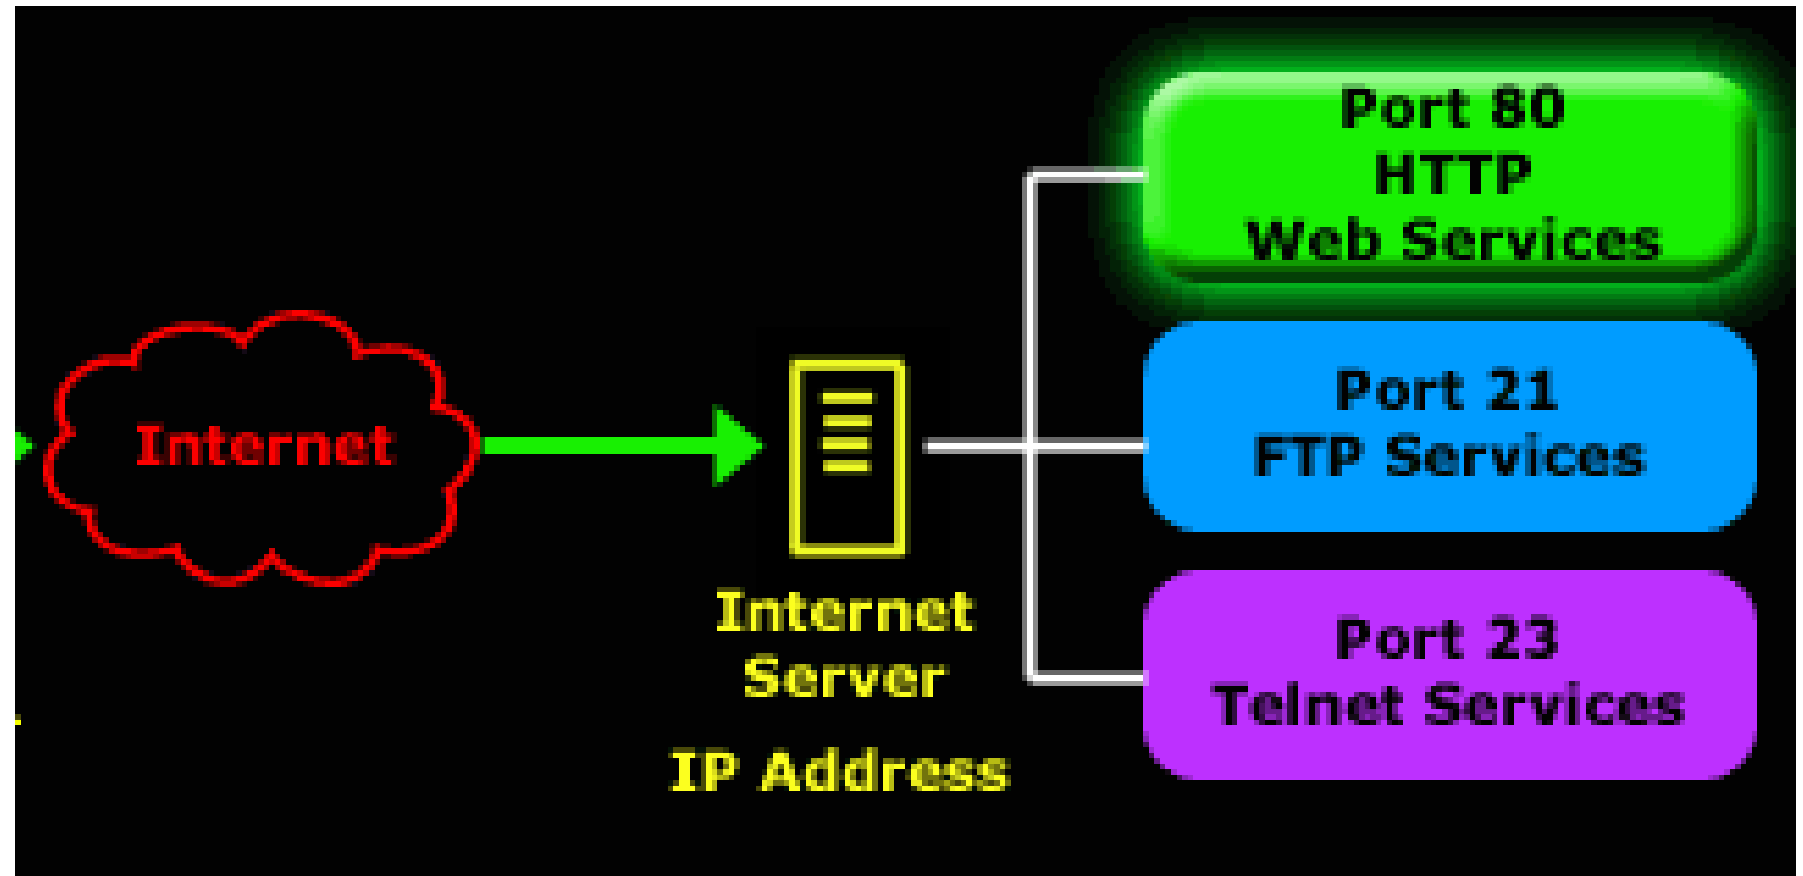 Internet
Internet
Server
IP Address
Port 80
HTTP
Web Services
Port 21
FTP Services
Port 23
Telnet Services